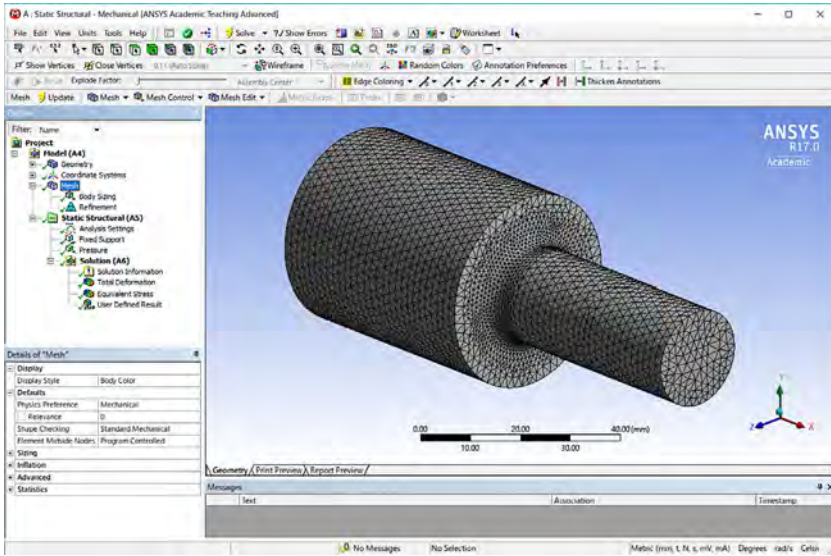 A : Static Structural - Mechanical [ANSYS Academic Teaching Advanced]
File Edit View Units Tools Help Solve ?/ Show Errors Worksheet
Show Vertices Close Vertices Wireframe Show Mesh Random Colors Annotation Preferences
Explode Factor: Assembly Center Edge Coloring Thicken Annotations
Mesh Update Mesh Mesh Control Mesh Edit
Filter: Name
Project
Model (A4)
Geometry
Coordinate Systems
Mesh
Body Sizing
Refinement
Static Structural (A5)
Analysis Settings
Fixed Support
Pressure
Solution (A6)
Solution Information
Total Deformation
Equivalent Stress
User Defined Result
Details of "Mesh"
Display
Display Style Body Color
Defaults
Physics Preference Mechanical
Relevance 0
Shape Checking Standard Mechanical
Element Midside Nodes Program Controlled
Sizing
Inflation
Advanced
Statistics
ANSYS
R17.0
Academic
0.00 20.00 40.00 (mm)
10.00 30.00
Y
Z X
Geometry Print Preview Report Preview
Messages
Text Association Timestamp
No Messages No Selection Metric (mm, t, N, s, mV, mA) Degrees rad/s Celsi